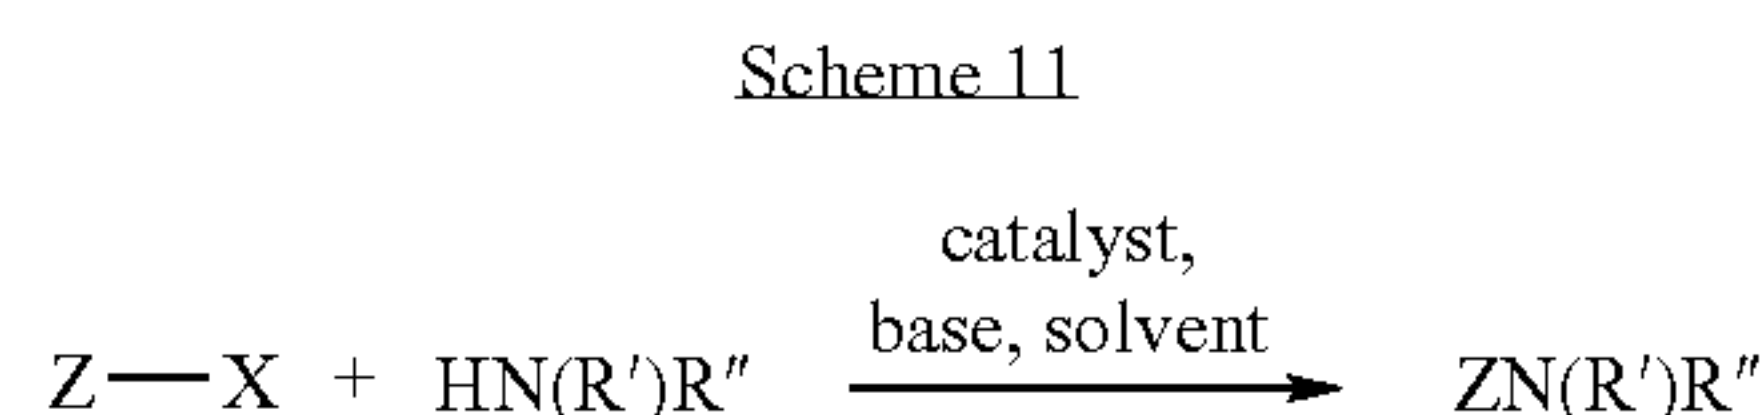 Scheme 11
catalyst,
base, solvent
Z—X + HN(R′)R″ ZN(R′)R″